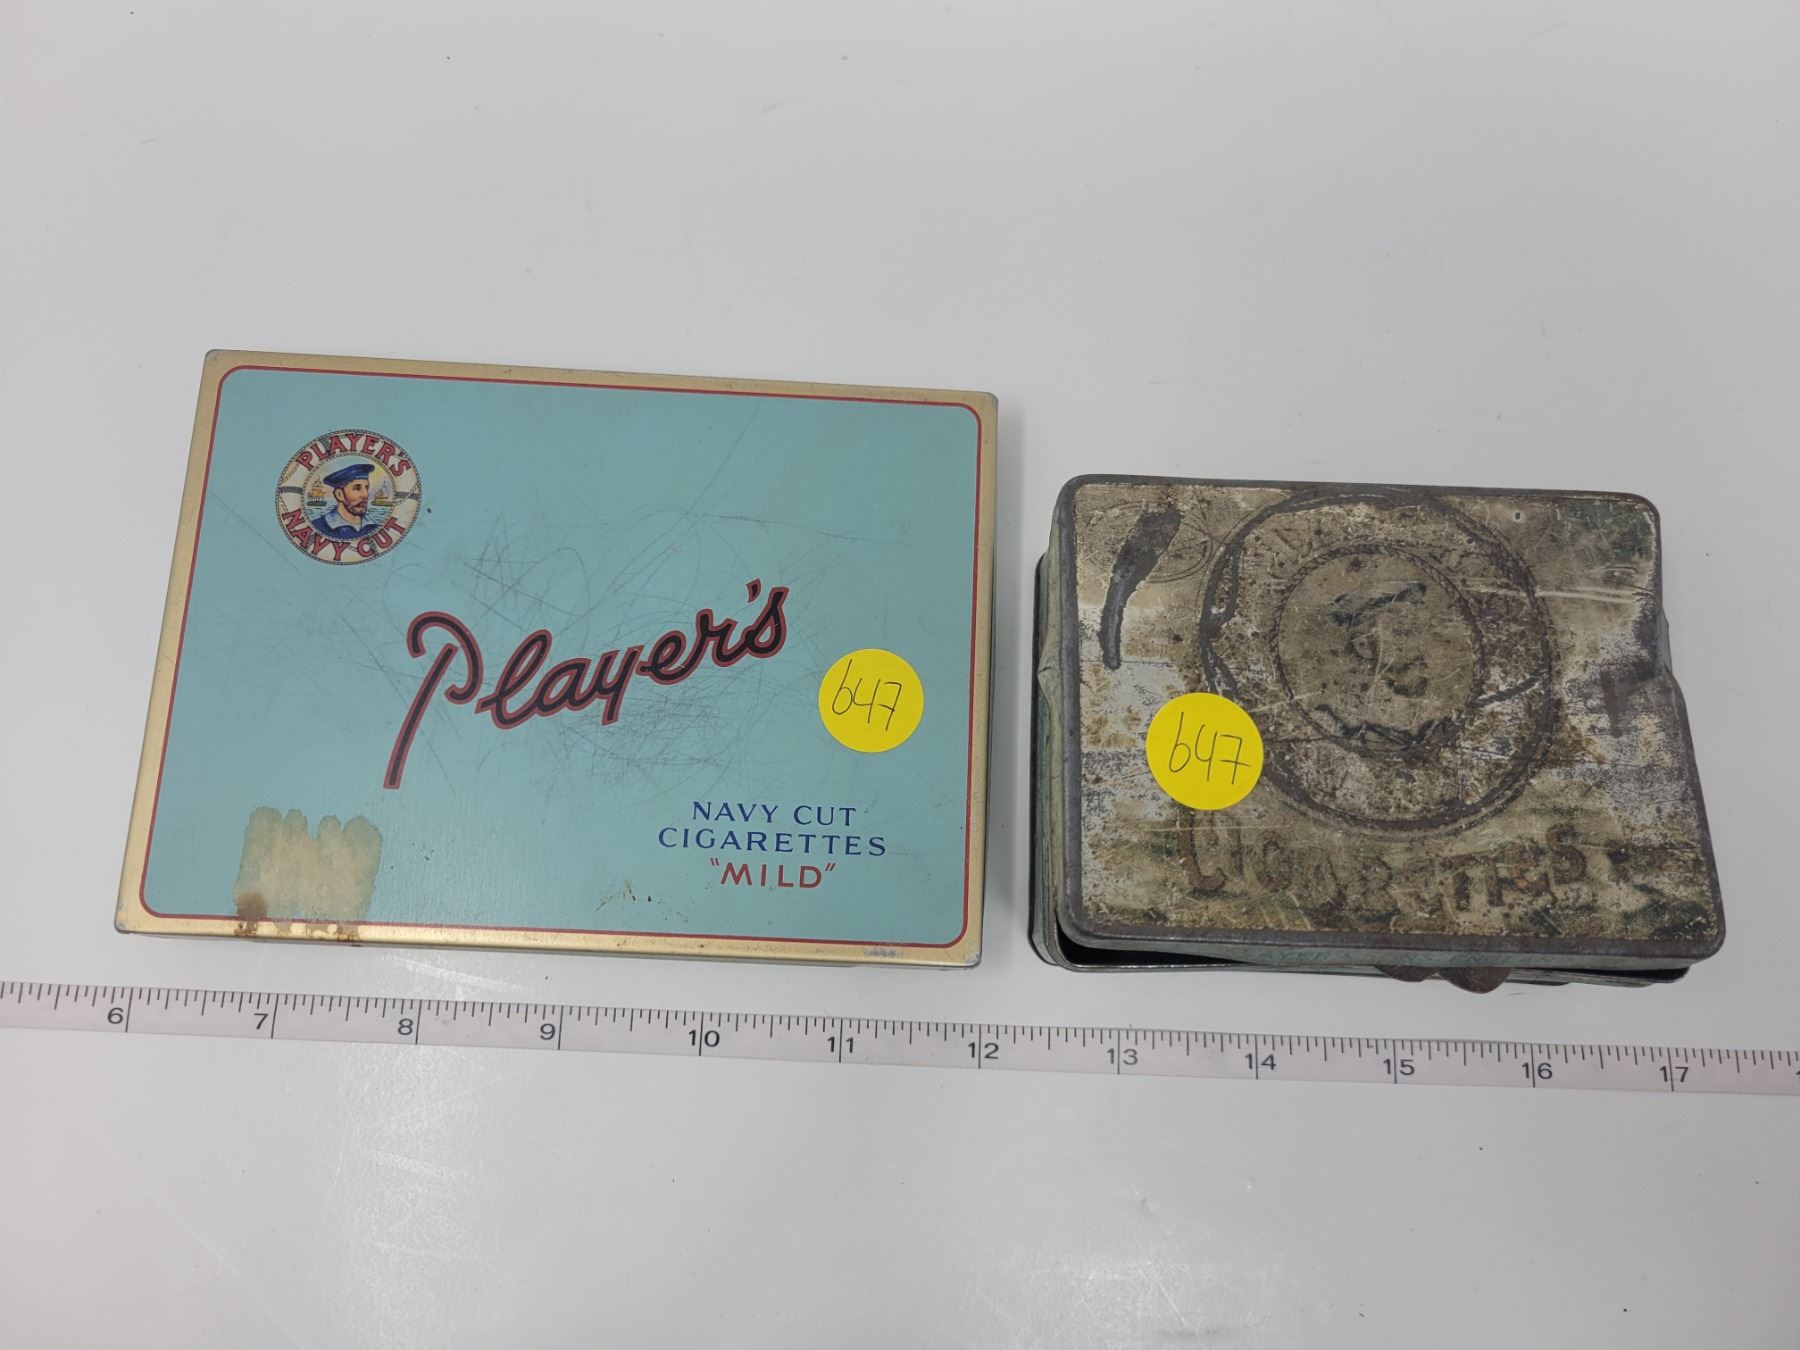 PLAYER'S
NAVY CUT
Player's
647
NAVY CUT
CIGARETTES
"MILD"
647
CIGARETTES
6 7 8 9 10 11 12 13 14 15 16 17